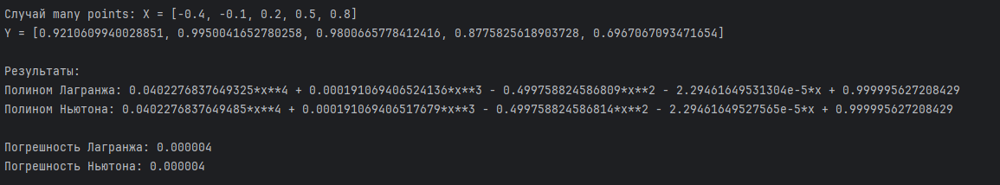 Случай many points: X = [-0.4, -0.1, 0.2, 0.5, 0.8]
Y = [0.9210609940028851, 0.9950041652780258, 0.9800665778412416, 0.8775825618903728, 0.6967067093471654]
Результаты:
Полином Лагранжа: 0.0402276837649325*x**4 + 0.000191069406524136*x**3 - 0.499758824586809*x**2 - 2.29461649531304e-5*x + 0.999995627208429
Полином Ньютона: 0.0402276837649485*x**4 + 0.000191069406517679*x**3 - 0.499758824586814*x**2 - 2.29461649527565e-5*x + 0.999995627208429
Погрешность Лагранжа: 0.000004
Погрешность Ньютона: 0.000004